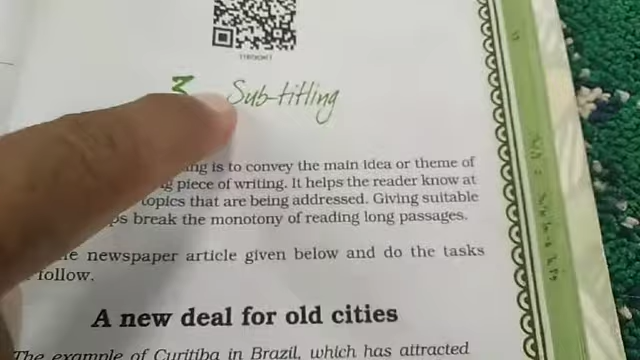 3 Sub-titling
is to convey the main idea or theme of
piece of writing. It helps the reader know at
topics that are being addressed. Giving suitable
break the monotony of reading long passages.
newspaper article given below and do the tasks
follow.
A new deal for old cities
The example of Curitiba in Brazil, which has attracted